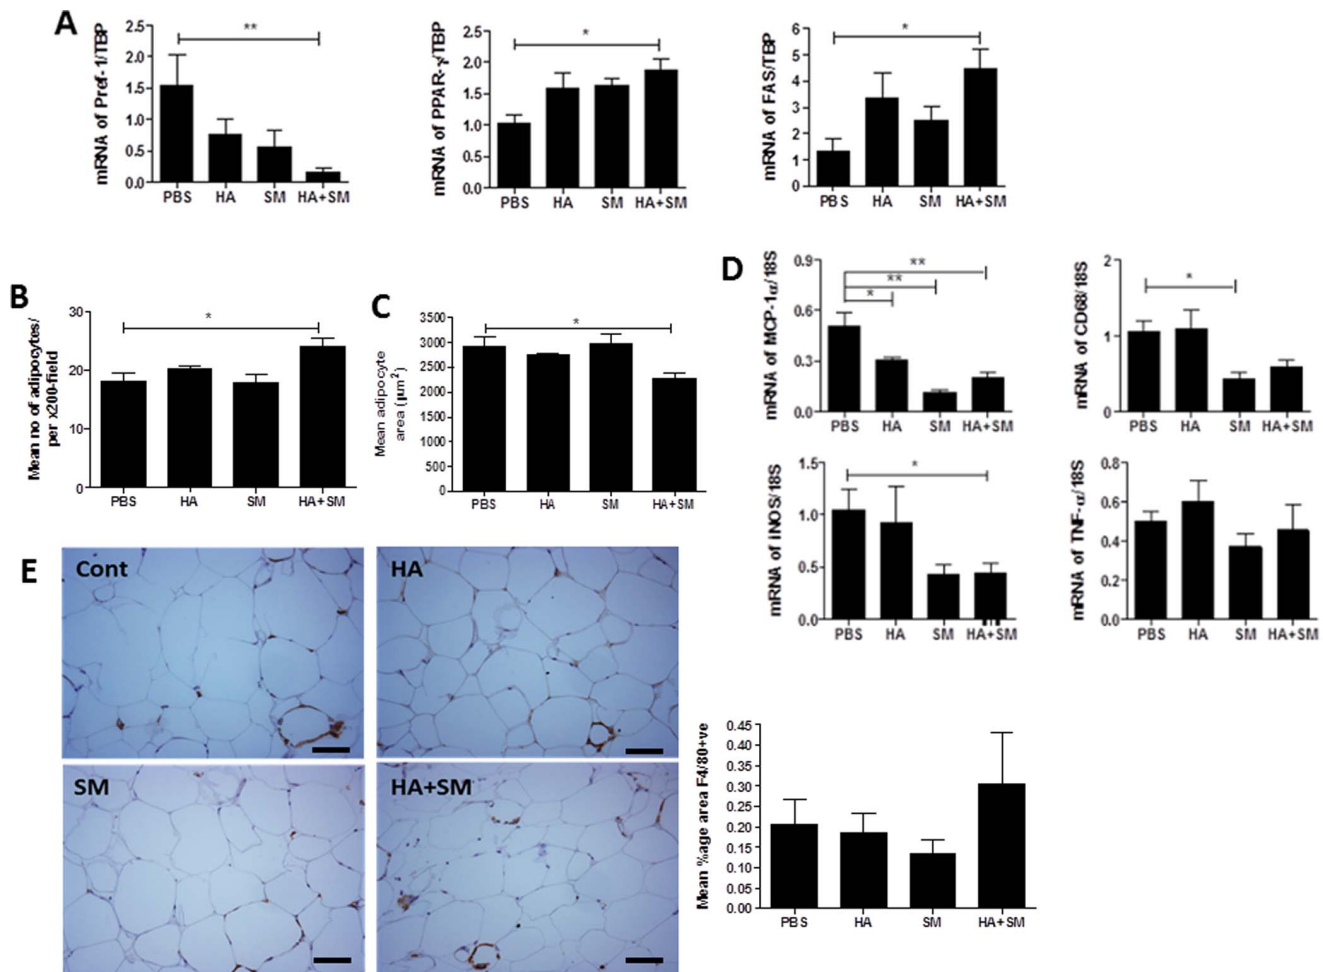 A
mRNA of Pref-1/TBP
2.5
2.0
1.5
1.0
0.5
0.0
**
PBS HA SM HA+SM
mRNA of PPAR-γ/TBP
2.5
2.0
1.5
1.0
0.5
0.0
*
PBS HA SM HA+SM
mRNA of FAS/TBP
6
5
4
3
2
1
0
*
PBS HA SM HA+SM
B
Mean no of adipocytes/
per x200-field
30
20
10
0
*
PBS HA SM HA+SM
C
Mean adipocyte
area (µm²)
3500
3000
2500
2000
1500
1000
500
0
*
PBS HA SM HA+SM
D
mRNA of MCP-1α/18S
0.9
0.6
0.3
0.0
**
**
*
PBS HA SM HA+SM
mRNA of CD68/18S
2
1
0
*
PBS HA SM HA+SM
mRNA of iNOS/18S
1.5
1.0
0.5
0.0
*
PBS HA SM HA+SM
mRNA of TNF-α/18S
0.8
0.6
0.4
0.2
0.0
PBS HA SM HA+SM
E
Cont
HA
SM
HA+SM
Mean %age area F4/80+ve
0.45
0.40
0.35
0.30
0.25
0.20
0.15
0.10
0.05
0.00
PBS HA SM HA+SM